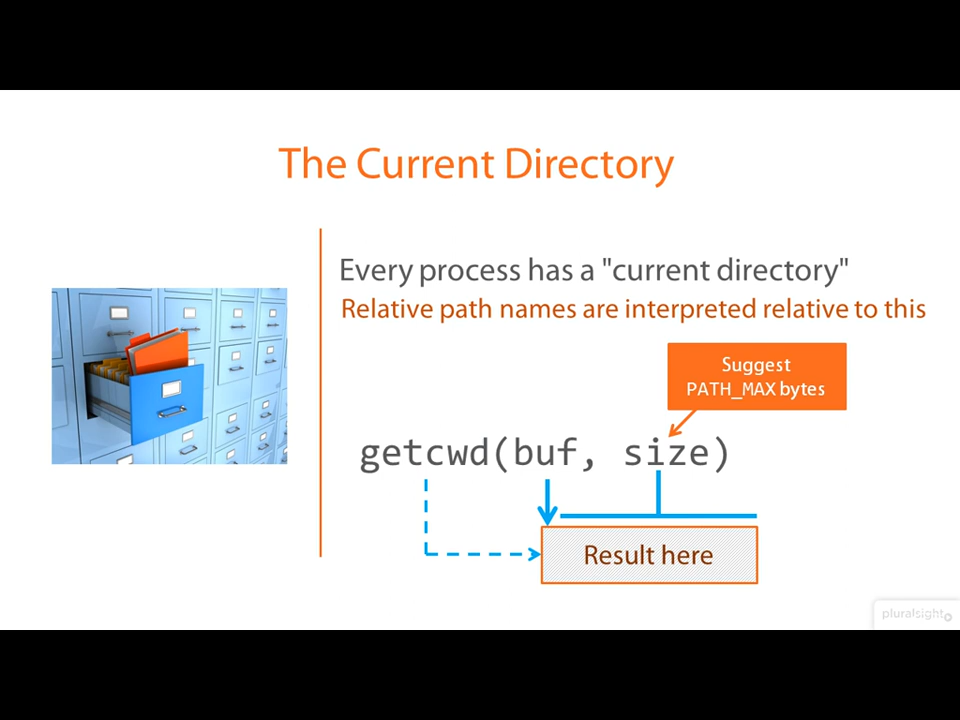 The Current Directory
Every process has a "current directory"
Relative path names are interpreted relative to this
Suggest
PATH_MAX bytes
getcwd(buf, size)
Result here
pluralsight